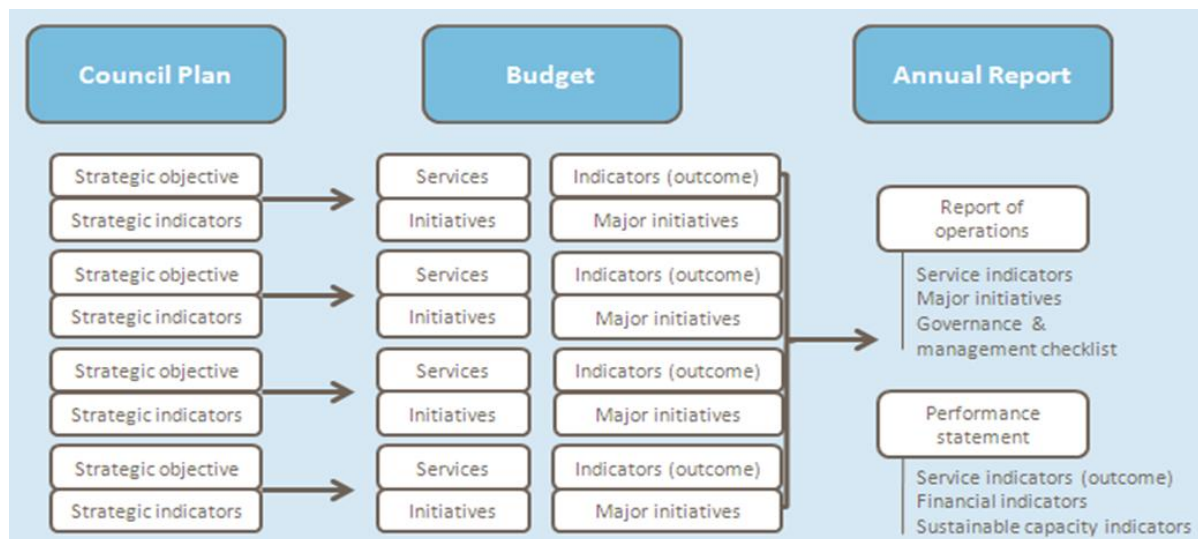 Council Plan
Budget
Annual Report
Strategic objective
Strategic indicators
Strategic objective
Strategic indicators
Strategic objective
Strategic indicators
Strategic objective
Strategic indicators
Services
Initiatives
Services
Initiatives
Services
Initiatives
Services
Initiatives
Indicators (outcome)
Major initiatives
Indicators (outcome)
Major initiatives
Indicators (outcome)
Major initiatives
Indicators (outcome)
Major initiatives
Report of
operations
Service indicators
Major initiatives
Governance &
management checklist
Performance
statement
Service indicators (outcome)
Financial indicators
Sustainable capacity indicators